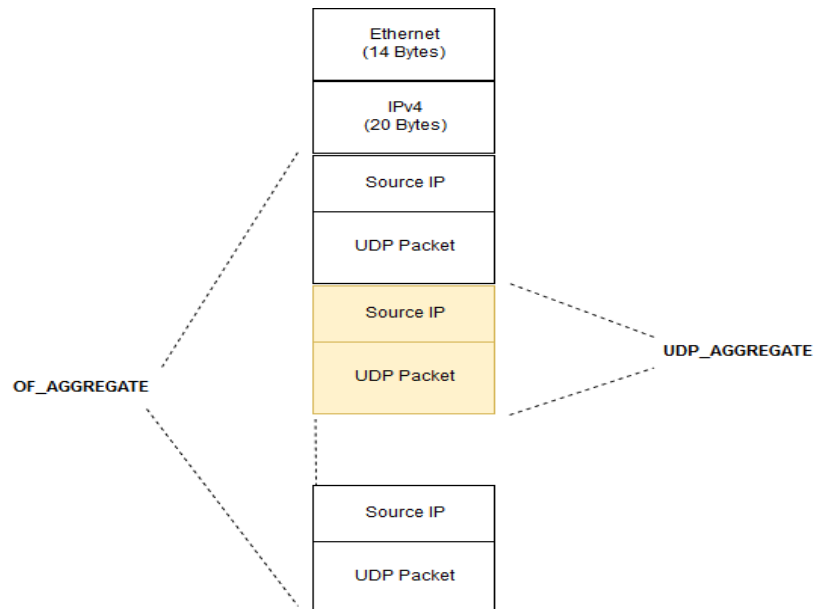 Ethernet
(14 Bytes)
IPv4
(20 Bytes)
Source IP
UDP Packet
Source IP
UDP_AGGREGATE
UDP Packet
OF_AGGREGATE
Source IP
UDP Packet